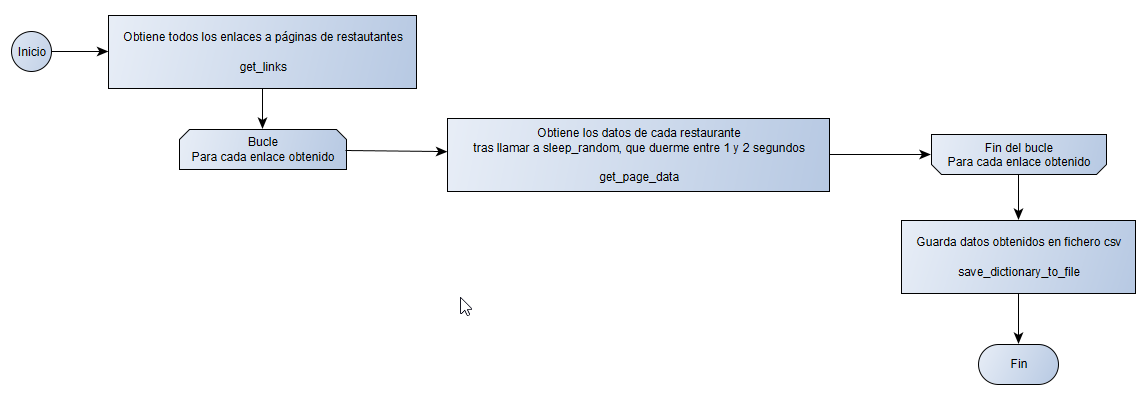 Inicio
Obtiene todos los enlaces a páginas de restautantes
get_links
Bucle
Para cada enlace obtenido
Obtiene los datos de cada restaurante
tras llamar a sleep_random, que duerme entre 1 y 2 segundos
get_page_data
Fin del bucle
Para cada enlace obtenido
Guarda datos obtenidos en fichero csv
save_dictionary_to_file
Fin